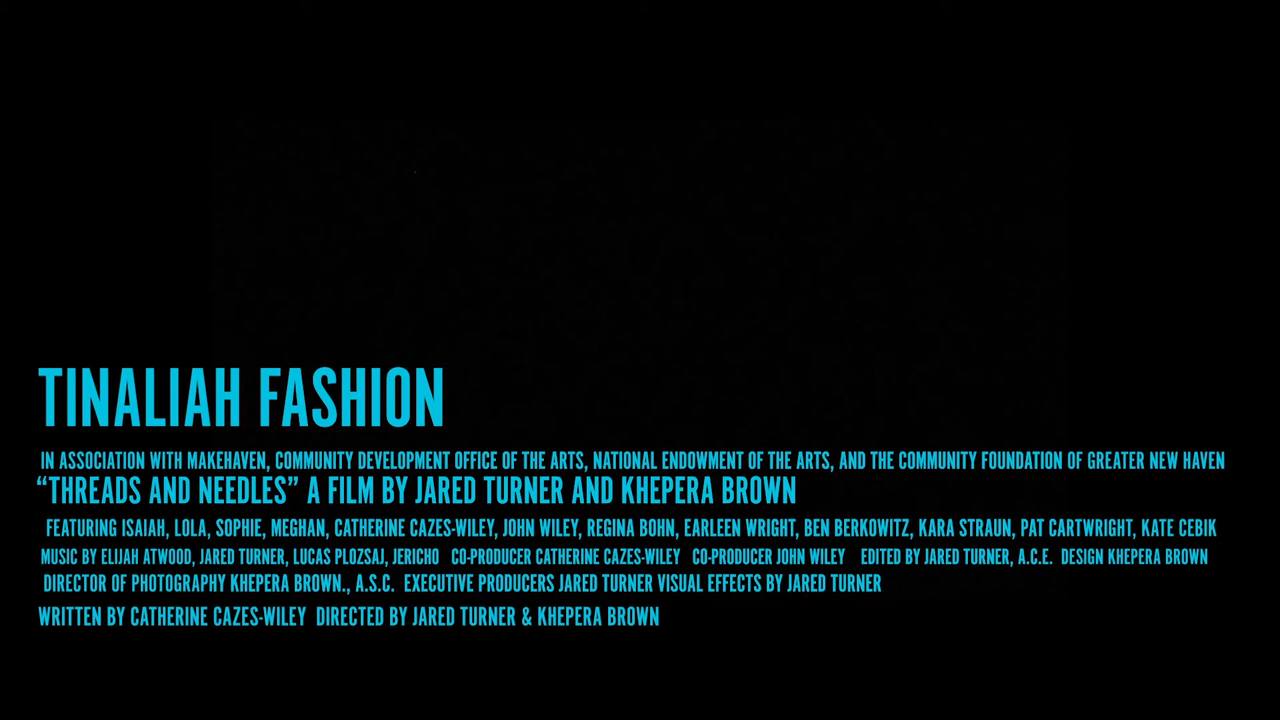 TINALIAH FASHION
IN ASSOCIATION WITH MAKEHAVEN, COMMUNITY DEVELOPMENT OFFICE OF THE ARTS, NATIONAL ENDOWMENT OF THE ARTS, AND THE COMMUNITY FOUNDATION OF GREATER NEW HAVEN
“THREADS AND NEEDLES” A FILM BY JARED TURNER AND KHEPERA BROWN
FEATURING ISAIAH, LOLA, SOPHIE, MEGHAN, CATHERINE CAZES-WILEY, JOHN WILEY, REGINA BOHN, EARLEEN WRIGHT, BEN BERKOWITZ, KARA STRAUN, PAT CARTWRIGHT, KATE CEBIK
MUSIC BY ELIJAH ATWOOD, JARED TURNER, LUCAS PLOZSAJ, JERICHO CO-PRODUCER CATHERINE CAZES-WILEY CO-PRODUCER JOHN WILEY EDITED BY JARED TURNER, A.C.E. DESIGN KHEPERA BROWN
DIRECTOR OF PHOTOGRAPHY KHEPERA BROWN., A.S.C. EXECUTIVE PRODUCERS JARED TURNER VISUAL EFFECTS BY JARED TURNER
WRITTEN BY CATHERINE CAZES-WILEY DIRECTED BY JARED TURNER & KHEPERA BROWN